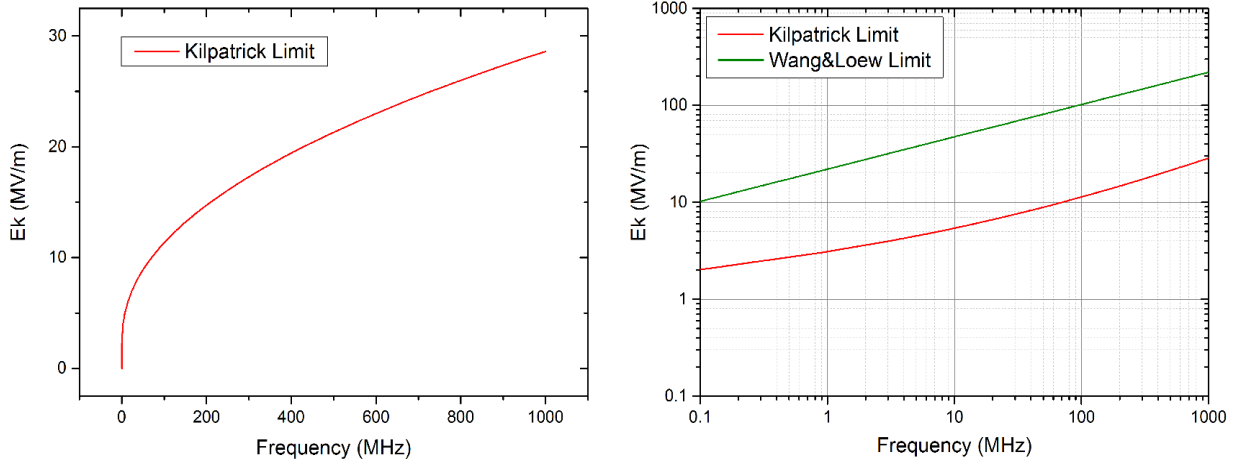 Kilpatrick Limit
Ek (MV/m)
30
20
10
0
0 200 400 600 800 1000
Frequency (MHz)
Kilpatrick Limit
Wang&Loew Limit
Ek (MV/m)
1000
100
10
1
0.1
0.1 1 10 100 1000
Frequency (MHz)